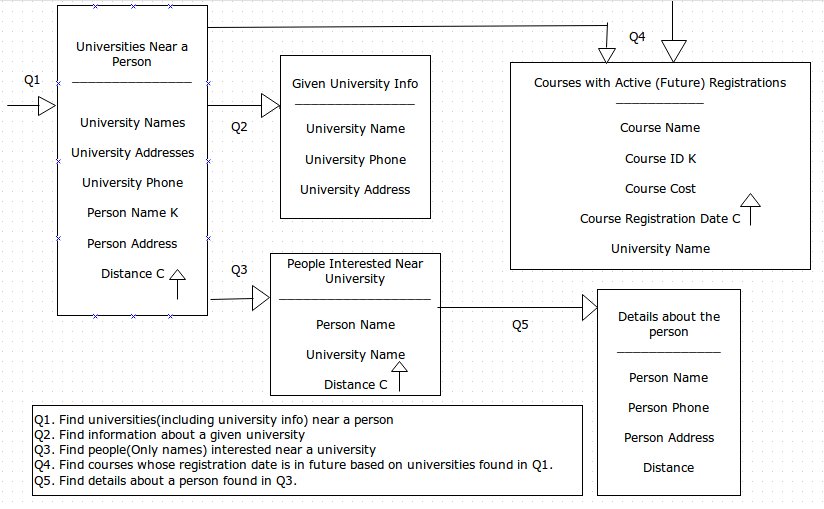 Q1
Universities Near a
Person
University Names
University Addresses
University Phone
Person Name K
Person Address
Distance C
Q2
Given University Info
University Name
University Phone
University Address
Q4
Courses with Active (Future) Registrations
Course Name
Course ID K
Course Cost
Course Registration Date C
University Name
Q3
People Interested Near
University
Person Name
University Name
Distance C
Q5
Details about the
person
Person Name
Person Phone
Person Address
Distance
Q1. Find universities(including university info) near a person
Q2. Find information about a given university
Q3. Find people(Only names) interested near a university
Q4. Find courses whose registration date is in future based on universities found in Q1.
Q5. Find details about a person found in Q3.